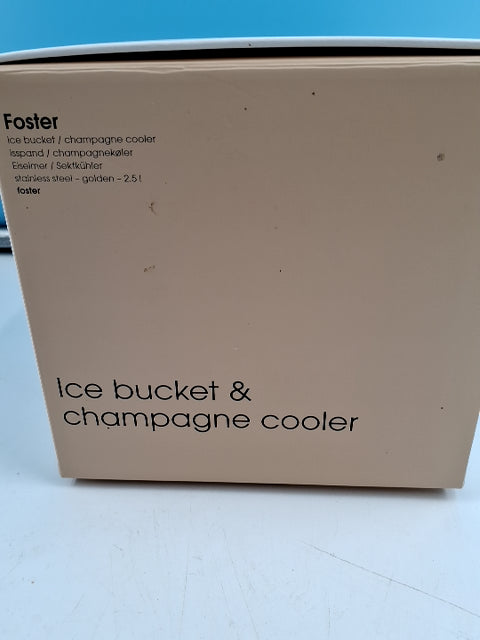 Foster
ice bucket / champagne cooler
isspand / champagnekøler
Eiseimer / Sektkühler
stainless steel - golden - 2.5 l
foster
Ice bucket &
champagne cooler